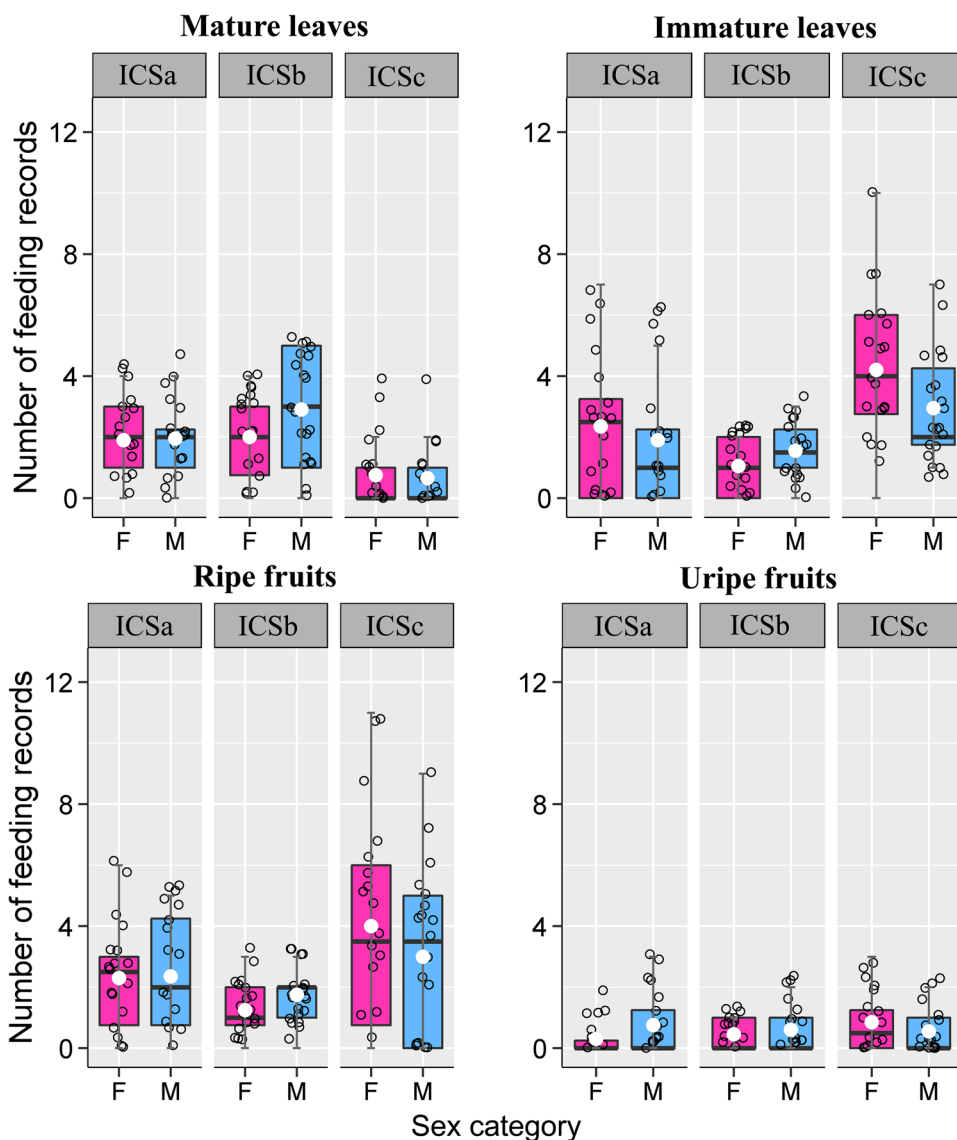 Mature leaves
ICSa ICSb ICSc
Number of feeding records
12
8
4
0
F M F M F M
Immature leaves
ICSa ICSb ICSc
12
8
4
0
F M F M F M
Ripe fruits
ICSa ICSb ICSc
Number of feeding records
12
8
4
0
F M F M F M
Uripe fruits
ICSa ICSb ICSc
12
8
4
0
F M F M F M
Sex category